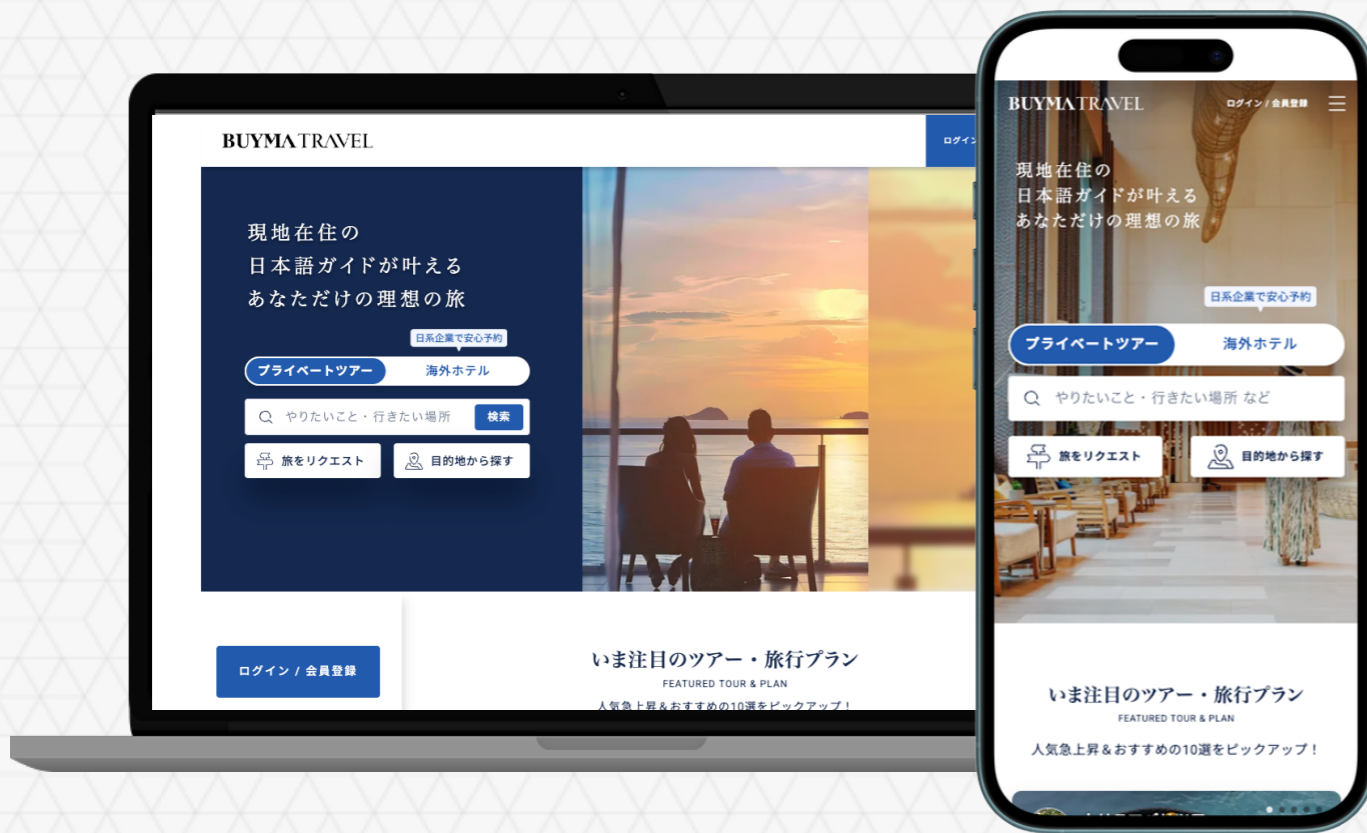 BUYMA TRAVEL
ログイン
現地在住の
日本語ガイドが叶える
あなただけの理想の旅
日系企業で安心予約
プライベートツアー
海外ホテル
やりたいこと・行きたい場所
検索
旅をリクエスト
目的地から探す
ログイン / 会員登録
いま注目のツアー・旅行プラン
FEATURED TOUR & PLAN
人気急上昇&おすすめの10選をピックアップ!
BUYMA TRAVEL
ログイン / 会員登録
現地在住の
日本語ガイドが叶える
あなただけの理想の旅
日系企業で安心予約
プライベートツアー
海外ホテル
やりたいこと・行きたい場所 など
旅をリクエスト
目的地から探す
いま注目のツアー・旅行プラン
FEATURED TOUR & PLAN
人気急上昇&おすすめの10選をピックアップ!